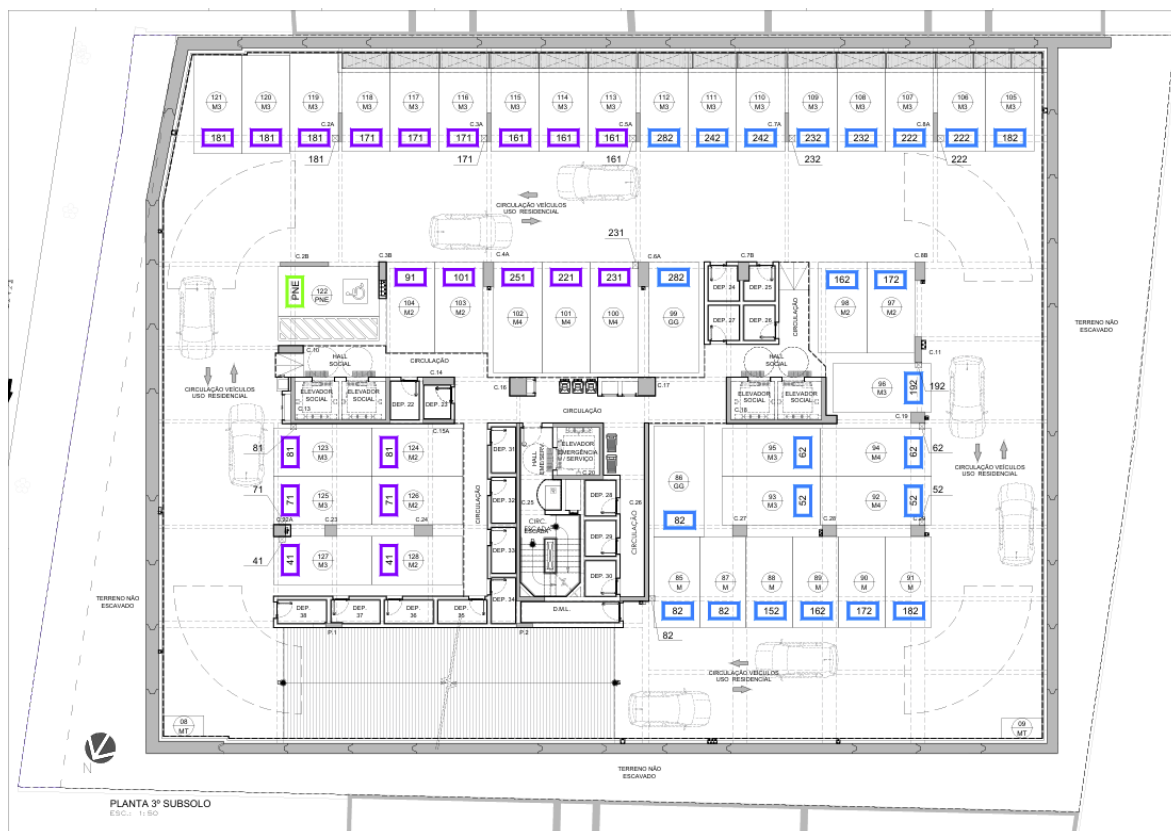 121
M3
120
M3
119
M3
118
M3
117
M3
116
M3
115
M3
114
M3
113
M3
112
M3
111
M3
110
M3
109
M3
108
M3
107
M3
106
M3
105
M3
C.2A
C.3A
C.5A
C.7A
C.8A
181
181
181
171
171
171
161
161
161
282
242
242
232
232
222
222
182
181
171
161
232
222
CIRCULAÇÃO VEÍCULOS
USO RESIDENCIAL
231
C.2B
C.3B
C.4A
C.6A
C.7B
C.8B
PNE
122
PNE
91
101
251
221
231
282
162
172
104
M2
103
M2
102
M4
101
M4
100
M4
99
GG
98
M2
97
M2
DEP. 24
DEP. 25
DEP. 27
DEP. 26
CIRCULAÇÃO
TERRENO NÃO
ESCAVADO
C.10
HALL
SOCIAL
CIRCULAÇÃO
C.14
HALL
SOCIAL
C.11
96
M3
192
192
CIRCULAÇÃO VEÍCULOS
USO RESIDENCIAL
ELEVADOR
SOCIAL
ELEVADOR
SOCIAL
C.13
DEP. 22
DEP. 23
C.16
C.17
CIRCULAÇÃO
ELEVADOR
SOCIAL
ELEVADOR
SOCIAL
C.18
C.19
C.15A
81
81
123
M3
81
124
M2
71
71
125
M3
71
126
M2
C.22A
C.23
C.24
41
41
127
M3
41
128
M2
CIRCULAÇÃO
DEP. 31
DEP. 32
DEP. 33
DEP. 34
HALL
EME/SERV.
ELEVADOR
EMERGÊNCIA
/ SERVIÇO
C.20
C.25
CIRC.
ESCADA
DEP. 28
DEP. 29
DEP. 30
C.26
CIRCULAÇÃO
86
GG
82
95
M3
62
94
M4
62
62
93
M3
52
92
M4
52
52
C.27
C.28
CIRCULAÇÃO VEÍCULOS
USO RESIDENCIAL
85
M
87
M
88
M
89
M
90
M
91
M
82
82
152
162
172
182
82
TERRENO NÃO
ESCAVADO
DEP.
38
DEP.
37
DEP.
36
DEP.
35
D.M.L.
P.1
P.2
CIRCULAÇÃO VEÍCULOS
USO RESIDENCIAL
08
MT
09
MT
N
TERRENO NÃO
ESCAVADO
PLANTA 3º SUBSOLO
ESC.: 1:50